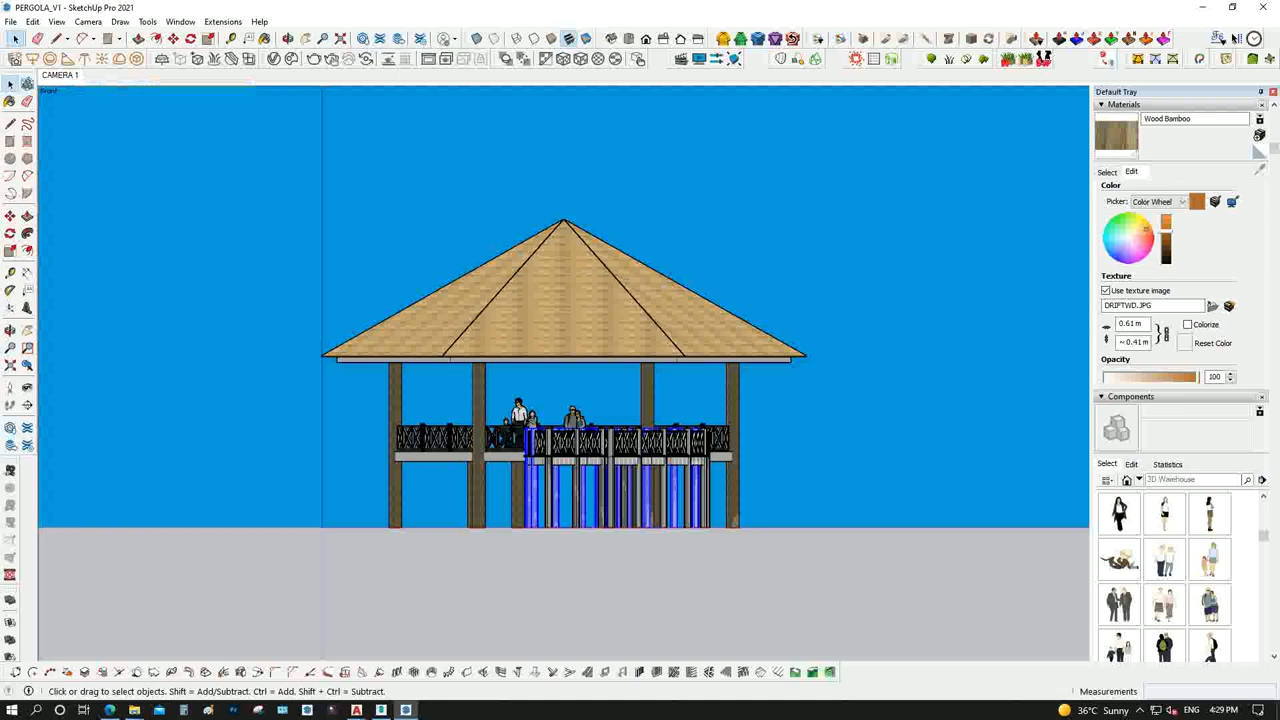 PERGOLA_V1 - SketchUp Pro 2021
File Edit View Camera Draw Tools Window Extensions Help
CAMERA 1
Front
Default Tray
Materials
Wood Bamboo
Select Edit
Color
Picker: Color Wheel
Texture
Use texture image
DRIFTWD.JPG
0.61 m
Colorize
~ 0.41 m
Reset Color
Opacity
100
Components
Select Edit Statistics
3D Warehouse
Click or drag to select objects. Shift = Add/Subtract. Ctrl = Add. Shift + Ctrl = Subtract.
Measurements
36°C Sunny
ENG 4:29 PM